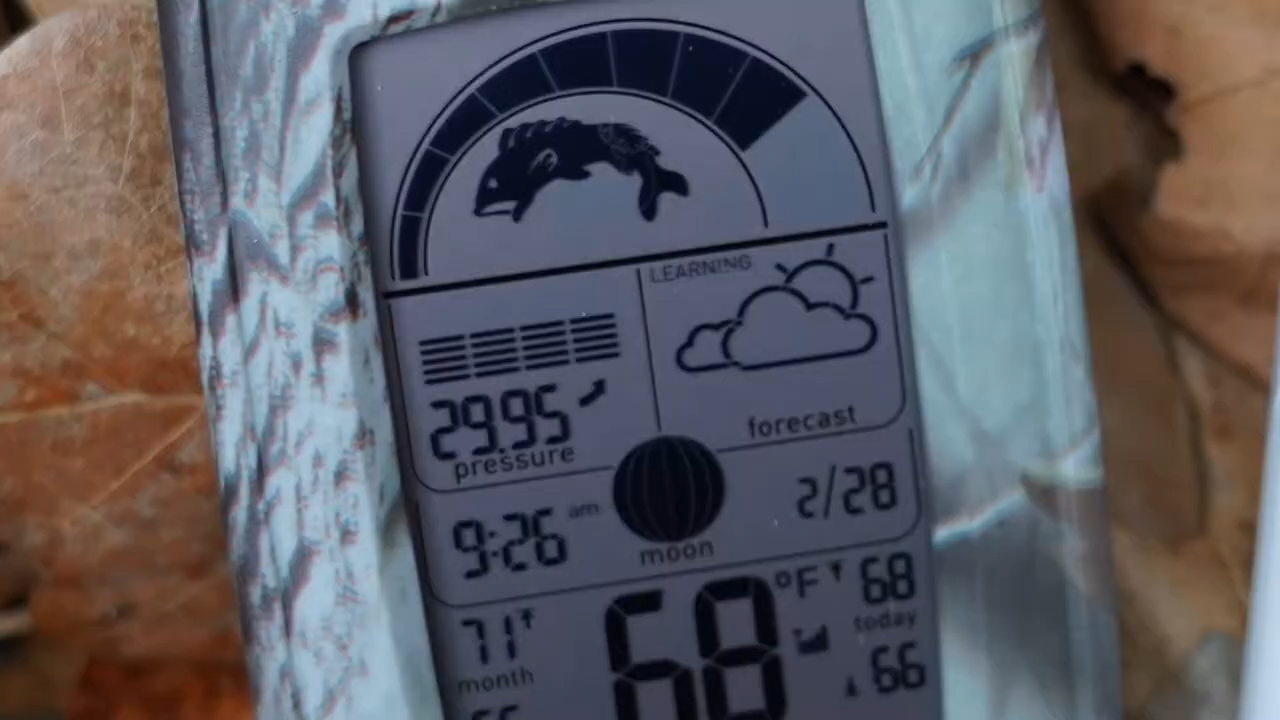 LEARNING
29.95
pressure
forecast
9:26 am
2/28
moon
71
month
68 °F
68
today
66